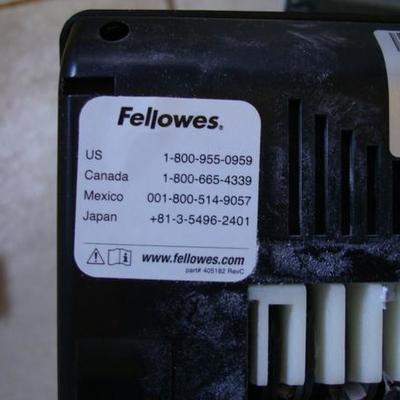 Fellowes®
US 1-800-955-0959
Canada 1-800-665-4339
Mexico 001-800-514-9057
Japan +81-3-5496-2401
www.fellowes.com
part# 405182 RevC